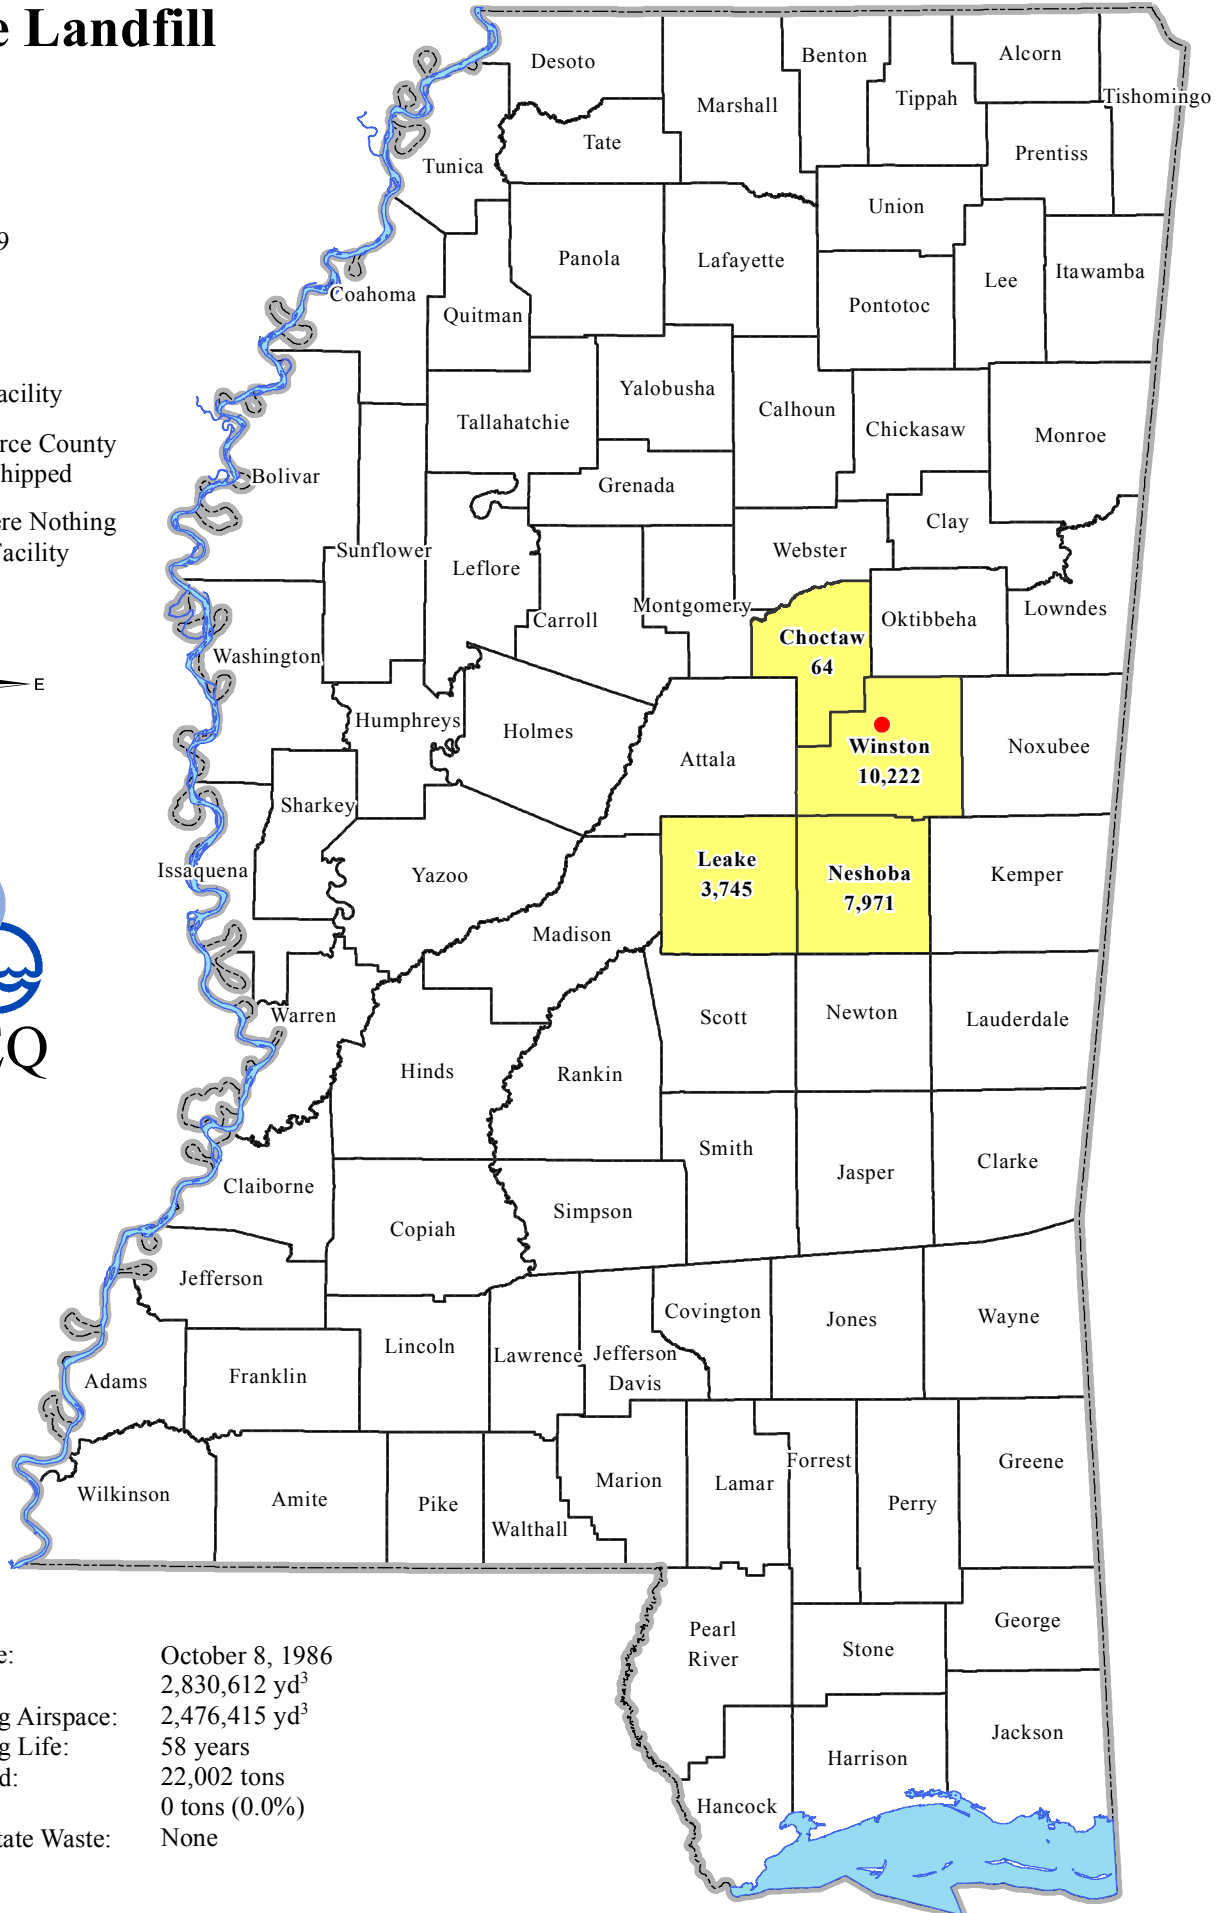 e Landfill
9
acility
rce County
hipped
ere Nothing
Facility
E
CQ
Desoto
Benton
Alcorn
Marshall
Tippah
Tishomingo
Tate
Tunica
Prentiss
Union
Panola
Lafayette
Lee
Itawamba
Coahoma
Quitman
Pontotoc
Yalobusha
Tallahatchie
Calhoun
Chickasaw
Monroe
Bolivar
Grenada
Clay
Sunflower
Leflore
Webster
Carroll
Montgomery
Oktibbeha
Lowndes
Choctaw
64
Washington
Humphreys
Holmes
Attala
Winston
10,222
Noxubee
Sharkey
Issaquena
Yazoo
Leake
3,745
Neshoba
7,971
Kemper
Madison
Warren
Scott
Newton
Lauderdale
Hinds
Rankin
Smith
Jasper
Clarke
Claiborne
Copiah
Simpson
Jefferson
Covington
Jones
Wayne
Lincoln
Lawrence
Jefferson
Davis
Adams
Franklin
Wilkinson
Amite
Pike
Walthall
Marion
Lamar
Forrest
Perry
Greene
Pearl
River
Stone
George
Hancock
Harrison
Jackson
e: October 8, 1986
2,830,612 yd³
g Airspace: 2,476,415 yd³
g Life: 58 years
d: 22,002 tons
0 tons (0.0%)
tate Waste: None